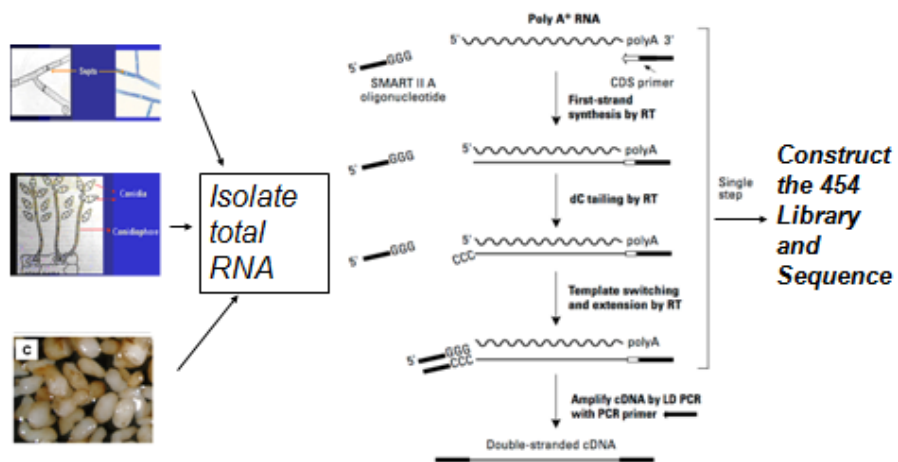 Septa
Conidia
Conidiophore
C
Isolate
total
RNA
Poly A+ RNA
5' polyA 3'
5' GGG
SMART II A
oligonucleotide
CDS primer
First-strand
synthesis by RT
5' polyA
5' GGG
dC tailing by RT
5' polyA
5' GGG
CCC
Template switching
and extension by RT
polyA
5' GGG
CCC
Amplify cDNA by LD PCR
with PCR primer
Double-stranded cDNA
Single
step
Construct
the 454
Library
and
Sequence